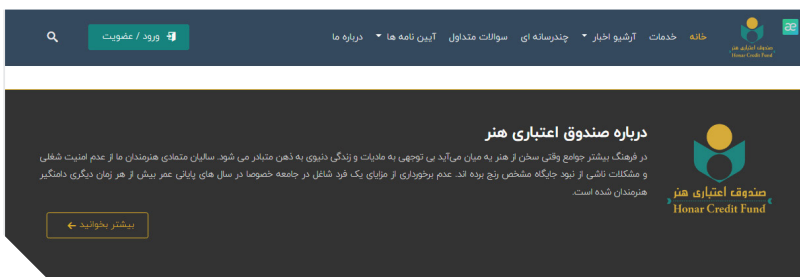 خانه
خدمات
آرشیو اخبار
چندرسانه ای
سوالات متداول
آیین نامه ها
درباره ما
ورود / عضویت
صندوق اعتباری هنر
Honar Credit Fund
æ
درباره صندوق اعتباری هنر
در فرهنگ بیشتر جوامع وقتی سخن از هنر به میان می‌آید بی توجهی به مادیات و زندگی دنیوی به ذهن متبادر می شود. سالیان متمادی هنرمندان ما از عدم امنیت شغلی
و مشکلات ناشی از نبود جایگاه مشخص رنج برده اند. عدم برخورداری از مزایای یک فرد شاغل در جامعه خصوصا در سال های پایانی عمر بیش از هر زمان دیگری دامنگیر
هنرمندان شده است.
بیشتر بخوانید
صندوق اعتباری هنر
Honar Credit Fund